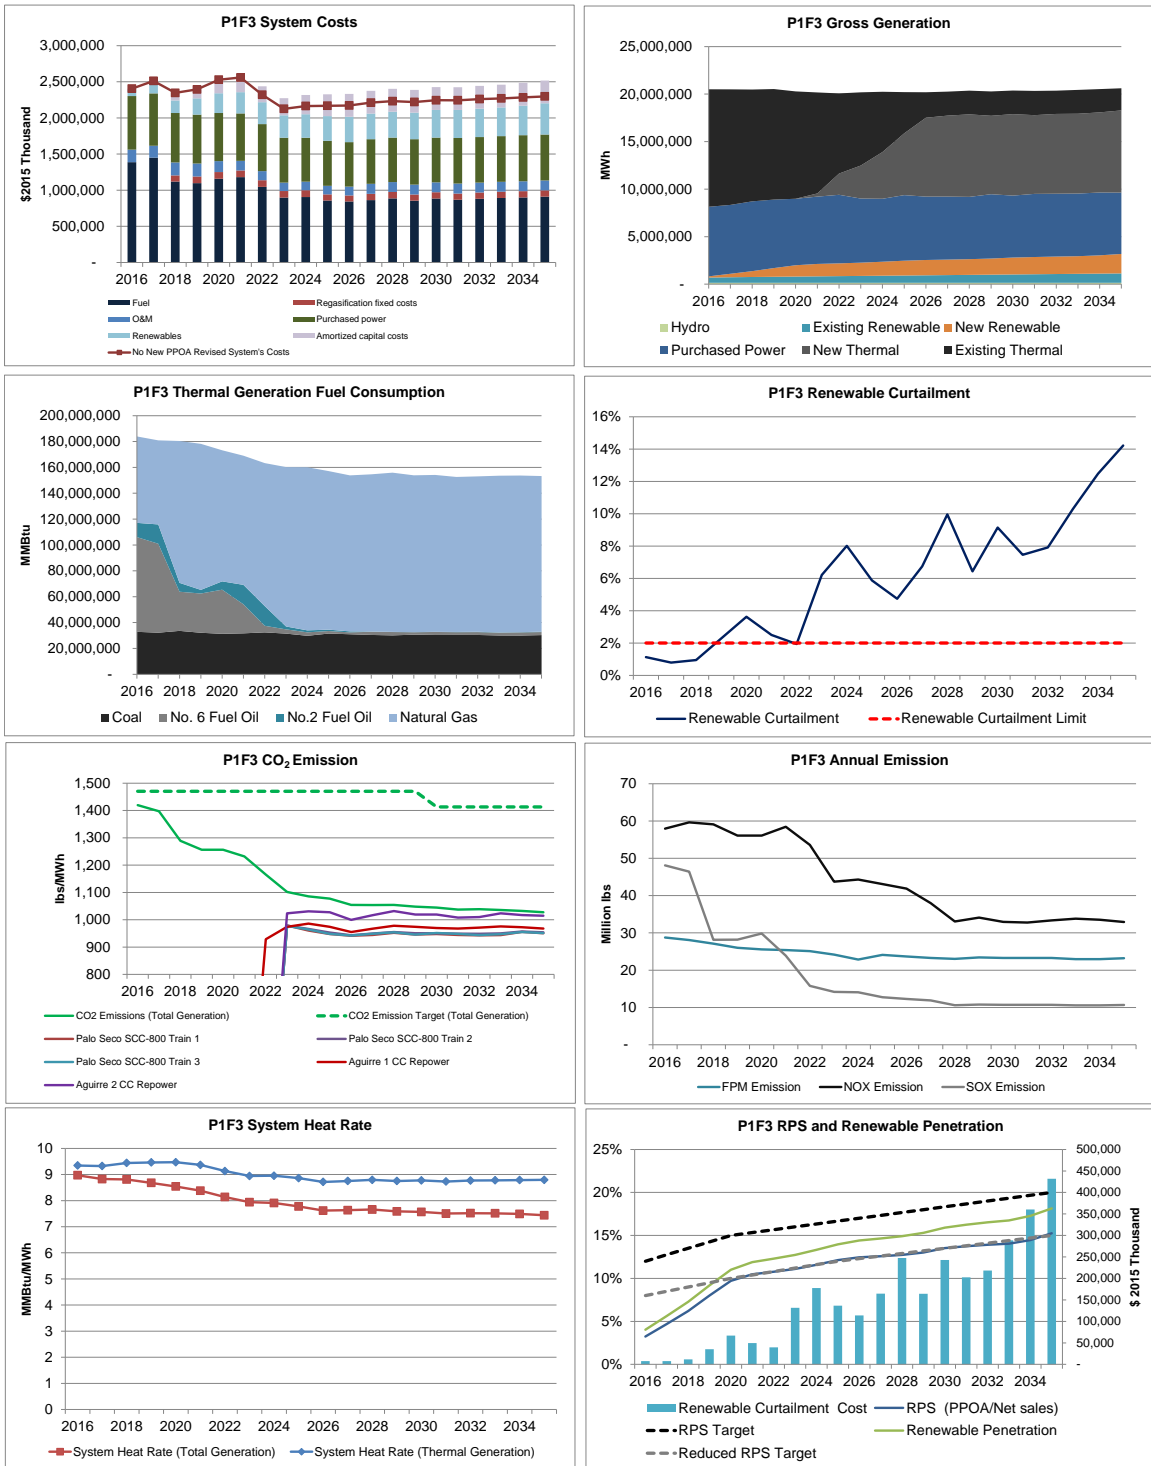 P1F3 System Costs
3,000,000
2,500,000
2,000,000
1,500,000
1,000,000
500,000
-
$2015 Thousand
2016 2018 2020 2022 2024 2026 2028 2030 2032 2034
Fuel
Regasification fixed costs
O&M
Purchased power
Renewables
Amortized capital costs
No New PPOA Revised System's Costs
P1F3 Gross Generation
25,000,000
20,000,000
15,000,000
10,000,000
5,000,000
-
MWh
2016 2018 2020 2022 2024 2026 2028 2030 2032 2034
Hydro
Existing Renewable
New Renewable
Purchased Power
New Thermal
Existing Thermal
P1F3 Thermal Generation Fuel Consumption
200,000,000
180,000,000
160,000,000
140,000,000
120,000,000
100,000,000
80,000,000
60,000,000
40,000,000
20,000,000
-
MMBtu
2016 2018 2020 2022 2024 2026 2028 2030 2032 2034
Coal
No. 6 Fuel Oil
No.2 Fuel Oil
Natural Gas
P1F3 Renewable Curtailment
16%
14%
12%
10%
8%
6%
4%
2%
0%
2016 2018 2020 2022 2024 2026 2028 2030 2032 2034
Renewable Curtailment
Renewable Curtailment Limit
P1F3 CO2 Emission
1,500
1,400
1,300
1,200
1,100
1,000
900
800
lbs/MWh
2016 2018 2020 2022 2024 2026 2028 2030 2032 2034
CO2 Emissions (Total Generation)
CO2 Emission Target (Total Generation)
Palo Seco SCC-800 Train 1
Palo Seco SCC-800 Train 2
Palo Seco SCC-800 Train 3
Aguirre 1 CC Repower
Aguirre 2 CC Repower
P1F3 Annual Emission
70
60
50
40
30
20
10
-
Million lbs
2016 2018 2020 2022 2024 2026 2028 2030 2032 2034
FPM Emission
NOX Emission
SOX Emission
P1F3 System Heat Rate
10
9
8
7
6
5
4
3
2
1
0
MMBtu/MWh
2016 2018 2020 2022 2024 2026 2028 2030 2032 2034
System Heat Rate (Total Generation)
System Heat Rate (Thermal Generation)
P1F3 RPS and Renewable Penetration
25%
20%
15%
10%
5%
0%
500,000
450,000
400,000
350,000
300,000
250,000
200,000
150,000
100,000
50,000
-
$ 2015 Thousand
2016 2018 2020 2022 2024 2026 2028 2030 2032 2034
Renewable Curtailment Cost
RPS (PPOA/Net sales)
RPS Target
Renewable Penetration
Reduced RPS Target